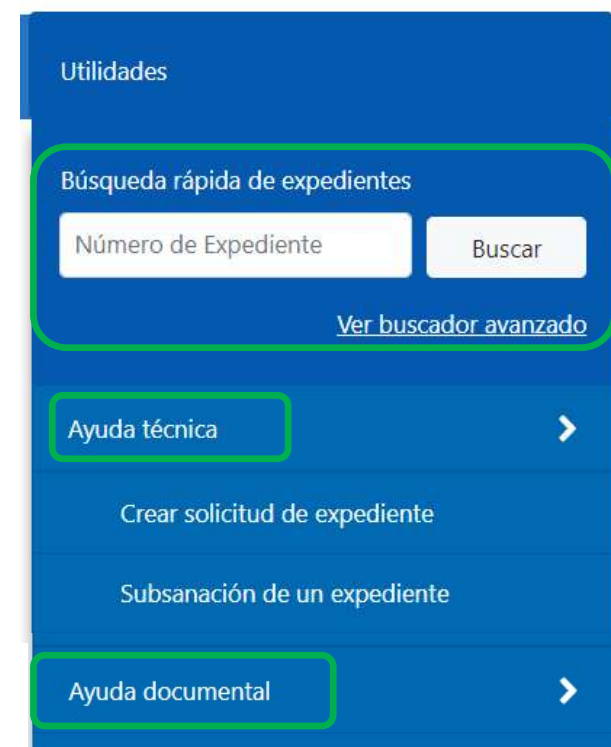 Utilidades
Búsqueda rápida de expedientes
Número de Expediente
Buscar
Ver buscador avanzado
Ayuda técnica
Crear solicitud de expediente
Subsanación de un expediente
Ayuda documental